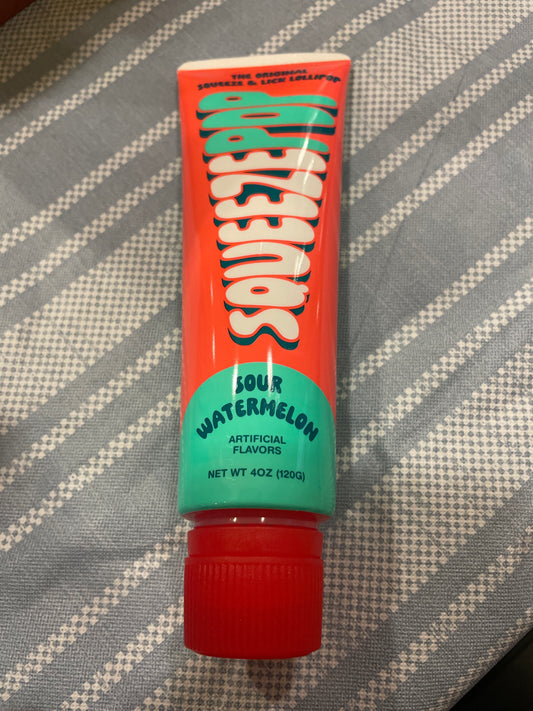 THE ORIGINAL
SQUEEZE & LICK LOLLIPOP
SQUEEZEPOP!
SOUR
WATERMELON
ARTIFICIAL
FLAVORS
NET WT 4OZ (120G)